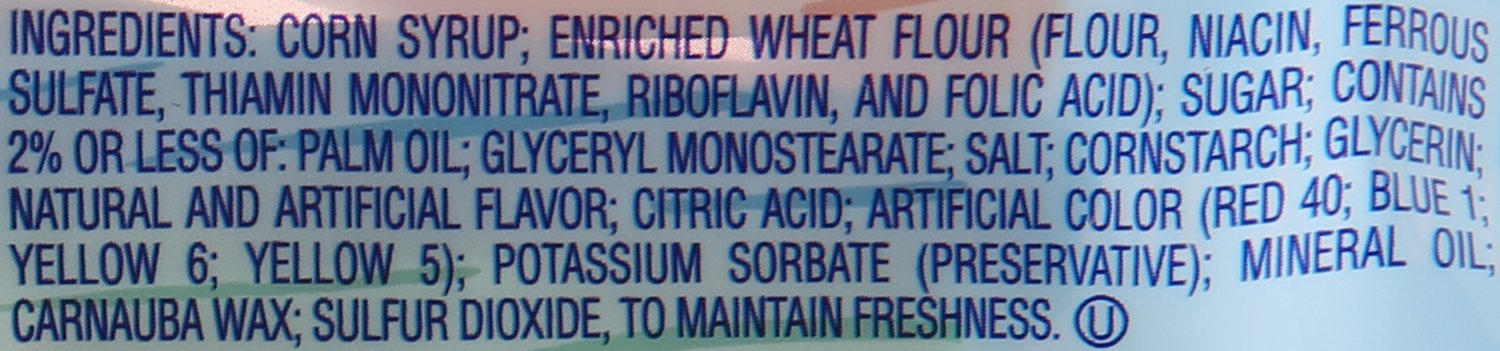 INGREDIENTS: CORN SYRUP; ENRICHED WHEAT FLOUR (FLOUR, NIACIN, FERROUS
SULFATE, THIAMIN MONONITRATE, RIBOFLAVIN, AND FOLIC ACID); SUGAR; CONTAINS
2% OR LESS OF: PALM OIL; GLYCERYL MONOSTEARATE; SALT; CORNSTARCH; GLYCERIN;
NATURAL AND ARTIFICIAL FLAVOR; CITRIC ACID; ARTIFICIAL COLOR (RED 40; BLUE 1;
YELLOW 6; YELLOW 5); POTASSIUM SORBATE (PRESERVATIVE); MINERAL OIL;
CARNAUBA WAX; SULFUR DIOXIDE, TO MAINTAIN FRESHNESS. Ⓤ